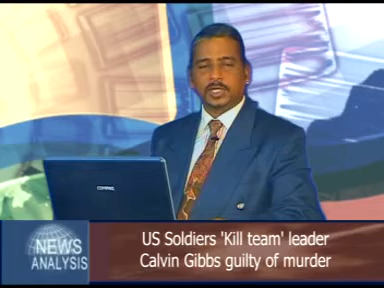 COMPAQ
NEWS
ANALYSIS
US Soldiers 'Kill team' leader
Calvin Gibbs guilty of murder